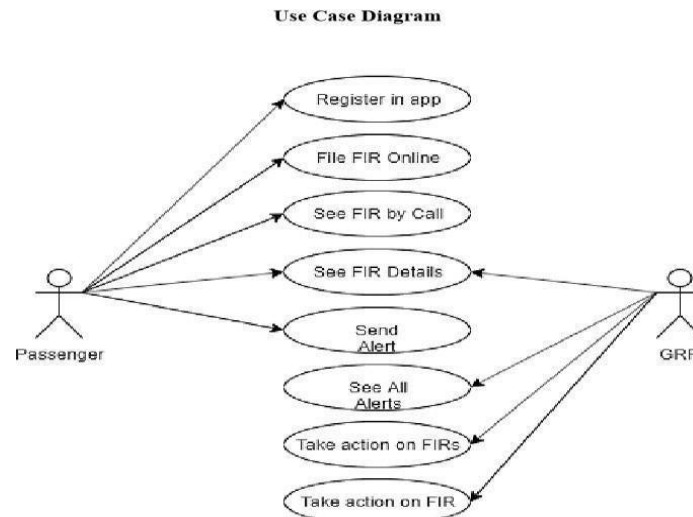 Use Case Diagram
Register in app
File FIR Online
See FIR by Call
See FIR Details
Send
Alert
Passenger
GRP
See All
Alerts
Take action on FIRs
Take action on FIR